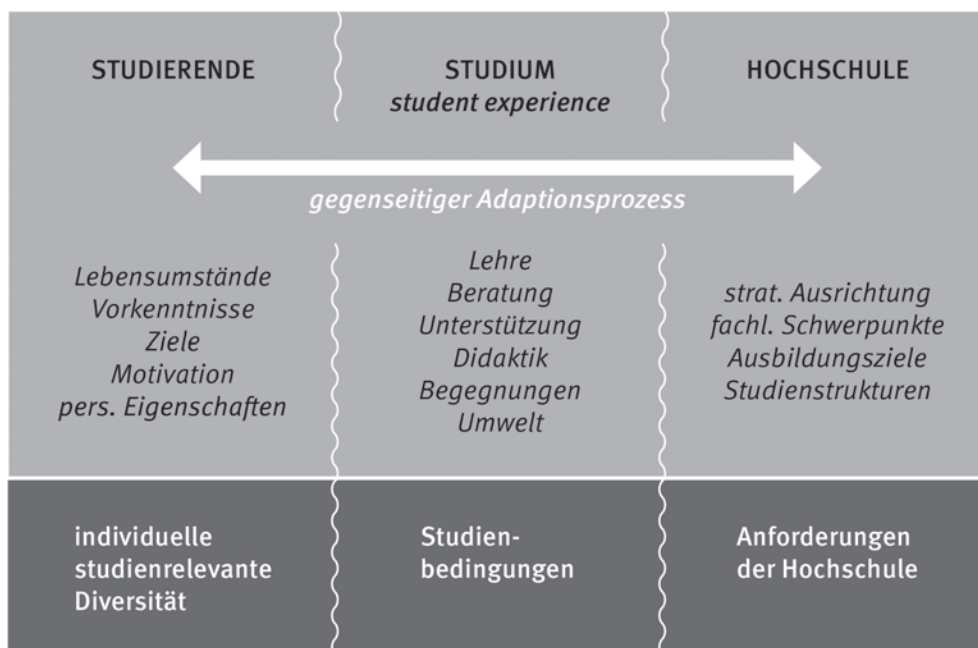 STUDIERENDE
STUDIUM
student experience
HOCHSCHULE
gegenseitiger Adaptionsprozess
Lebensumstände
Vorkenntnisse
Ziele
Motivation
pers. Eigenschaften
Lehre
Beratung
Unterstützung
Didaktik
Begegnungen
Umwelt
strat. Ausrichtung
fachl. Schwerpunkte
Ausbildungsziele
Studienstrukturen
individuelle
studienrelevante
Diversität
Studien-
bedingungen
Anforderungen
der Hochschule